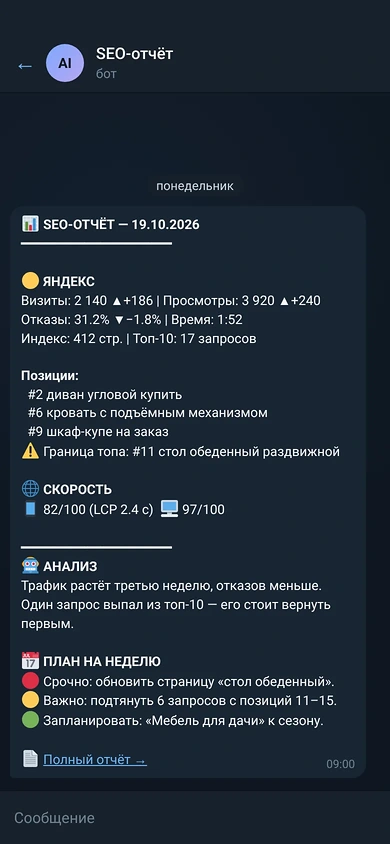 ←
AI
SEO-отчёт
бот
понедельник
📊 SEO-ОТЧЁТ — 19.10.2026
━━━━━━━━━━━━━━
🟡 ЯНДЕКС
Визиты: 2 140 ▲+186 | Просмотры: 3 920 ▲+240
Отказы: 31.2% ▼−1.8% | Время: 1:52
Индекс: 412 стр. | Топ-10: 17 запросов
Позиции:
#2 диван угловой купить
#6 кровать с подъёмным механизмом
#9 шкаф-купе на заказ
⚠️ Граница топа: #11 стол обеденный раздвижной
🌐 СКОРОСТЬ
📱 82/100 (LCP 2.4 с) 🖥️ 97/100
━━━━━━━━━━━━━━
🤖 АНАЛИЗ
Трафик растёт третью неделю, отказов меньше.
Один запрос выпал из топ-10 — его стоит вернуть
первым.
📅 ПЛАН НА НЕДЕЛЮ
🔴 Срочно: обновить страницу «стол обеденный».
🟡 Важно: подтянуть 6 запросов с позиций 11–15.
🟢 Запланировать: «Мебель для дачи» к сезону.
📄 Полный отчёт →
09:00
Сообщение